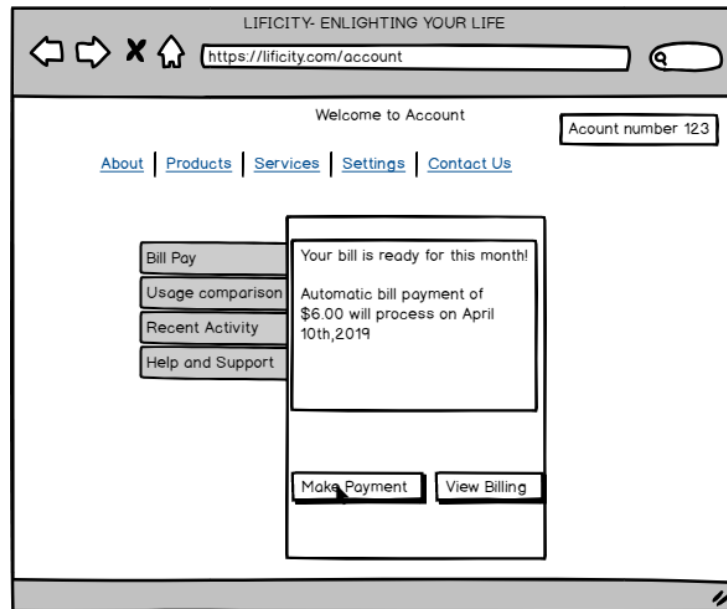 LIFICITY- ENLIGHTING YOUR LIFE
https://lificity.com/account
Welcome to Account
Acount number 123
About | Products | Services | Settings | Contact Us
Bill Pay
Usage comparison
Recent Activity
Help and Support
Your bill is ready for this month!
Automatic bill payment of
$6.00 will process on April
10th,2019
Make Payment
View Billing